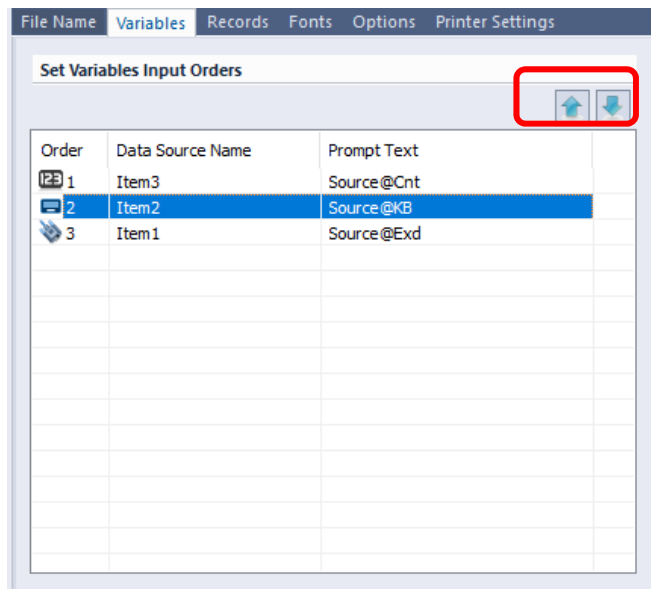 File Name Variables Records Fonts Options Printer Settings
Set Variables Input Orders
Order Data Source Name Prompt Text
123 1 Item3 Source@Cnt
2 Item2 Source@KB
3 Item1 Source@Exd